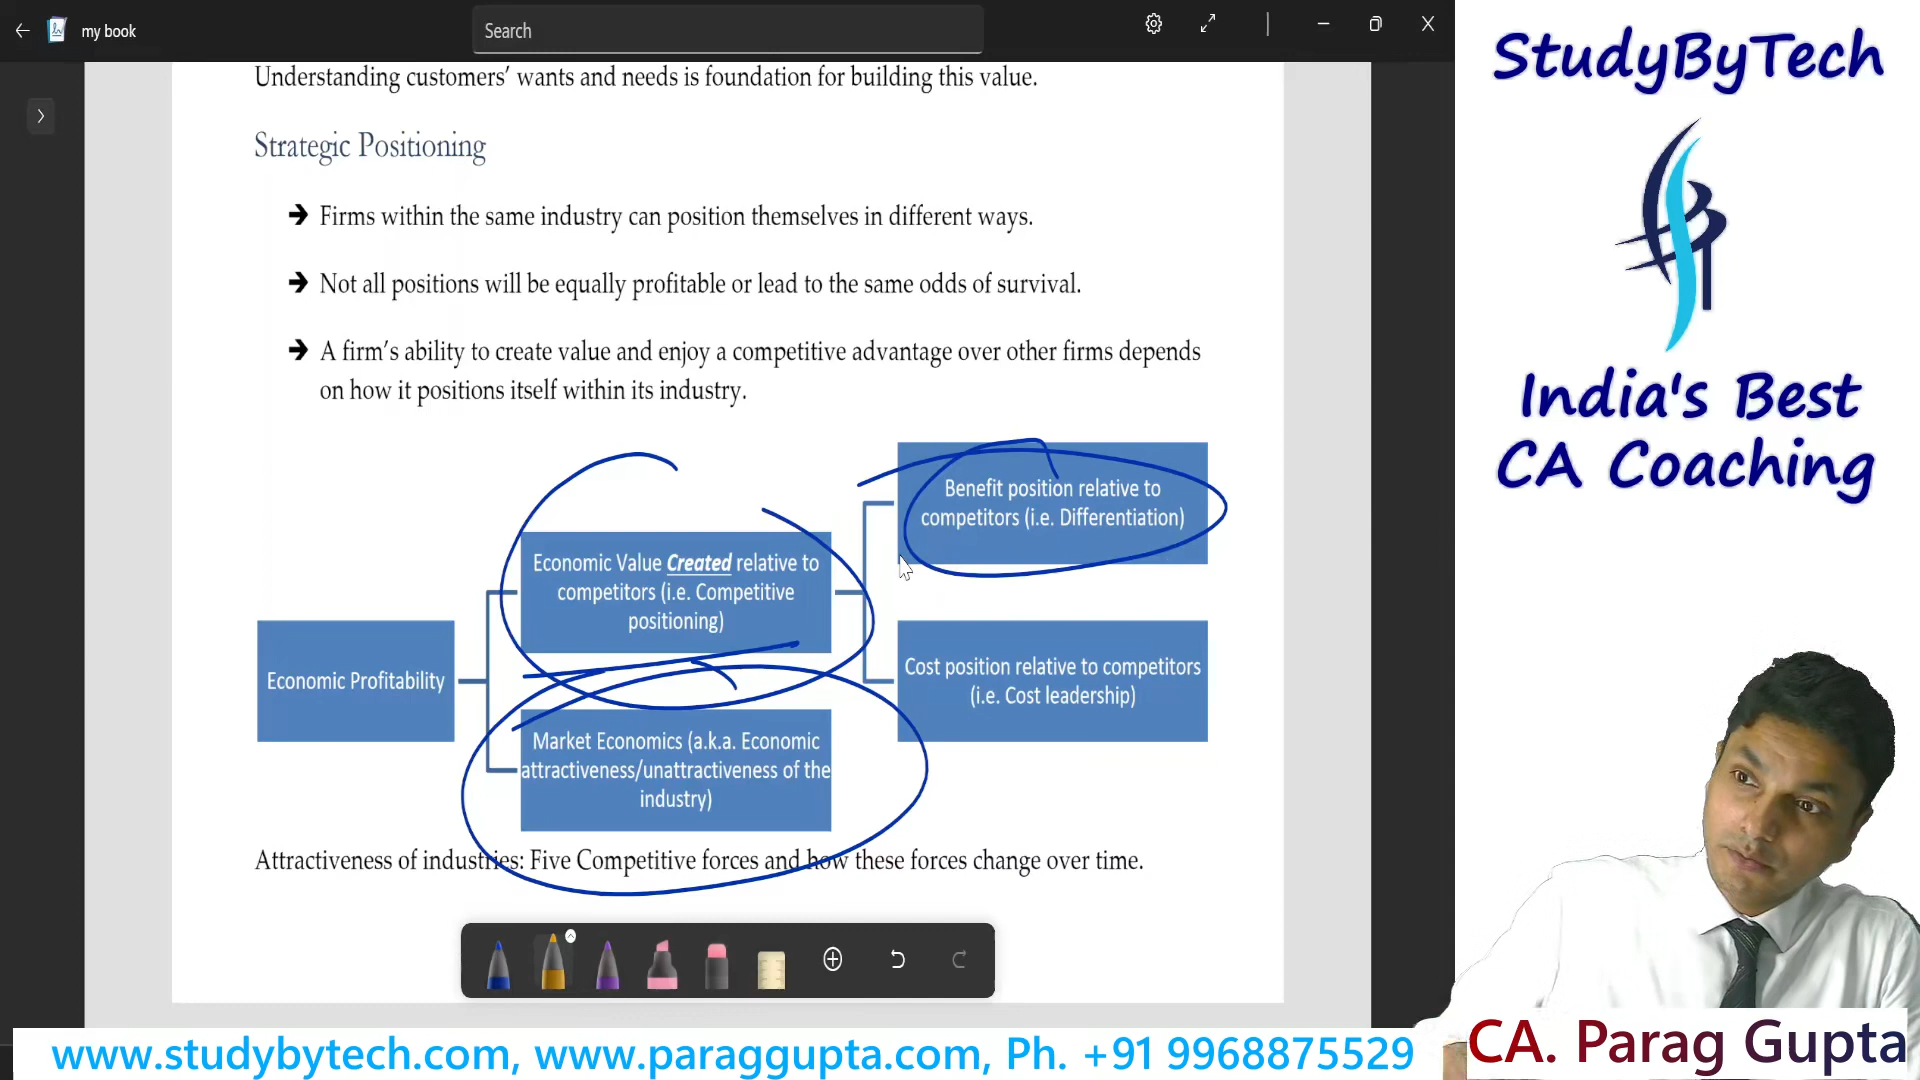 my book
Search
Understanding customers’ wants and needs is foundation for building this value.
Strategic Positioning
➔ Firms within the same industry can position themselves in different ways.
➔ Not all positions will be equally profitable or lead to the same odds of survival.
➔ A firm’s ability to create value and enjoy a competitive advantage over other firms depends
on how it positions itself within its industry.
Economic Profitability
Economic Value Created relative to
competitors (i.e. Competitive
positioning)
Market Economics (a.k.a. Economic
attractiveness/unattractiveness of the
industry)
Benefit position relative to
competitors (i.e. Differentiation)
Cost position relative to competitors
(i.e. Cost leadership)
Attractiveness of industries: Five Competitive forces and how these forces change over time.
StudyByTech
India's Best
CA Coaching
www.studybytech.com, www.paraggupta.com, Ph. +91 9968875529
CA. Parag Gupta